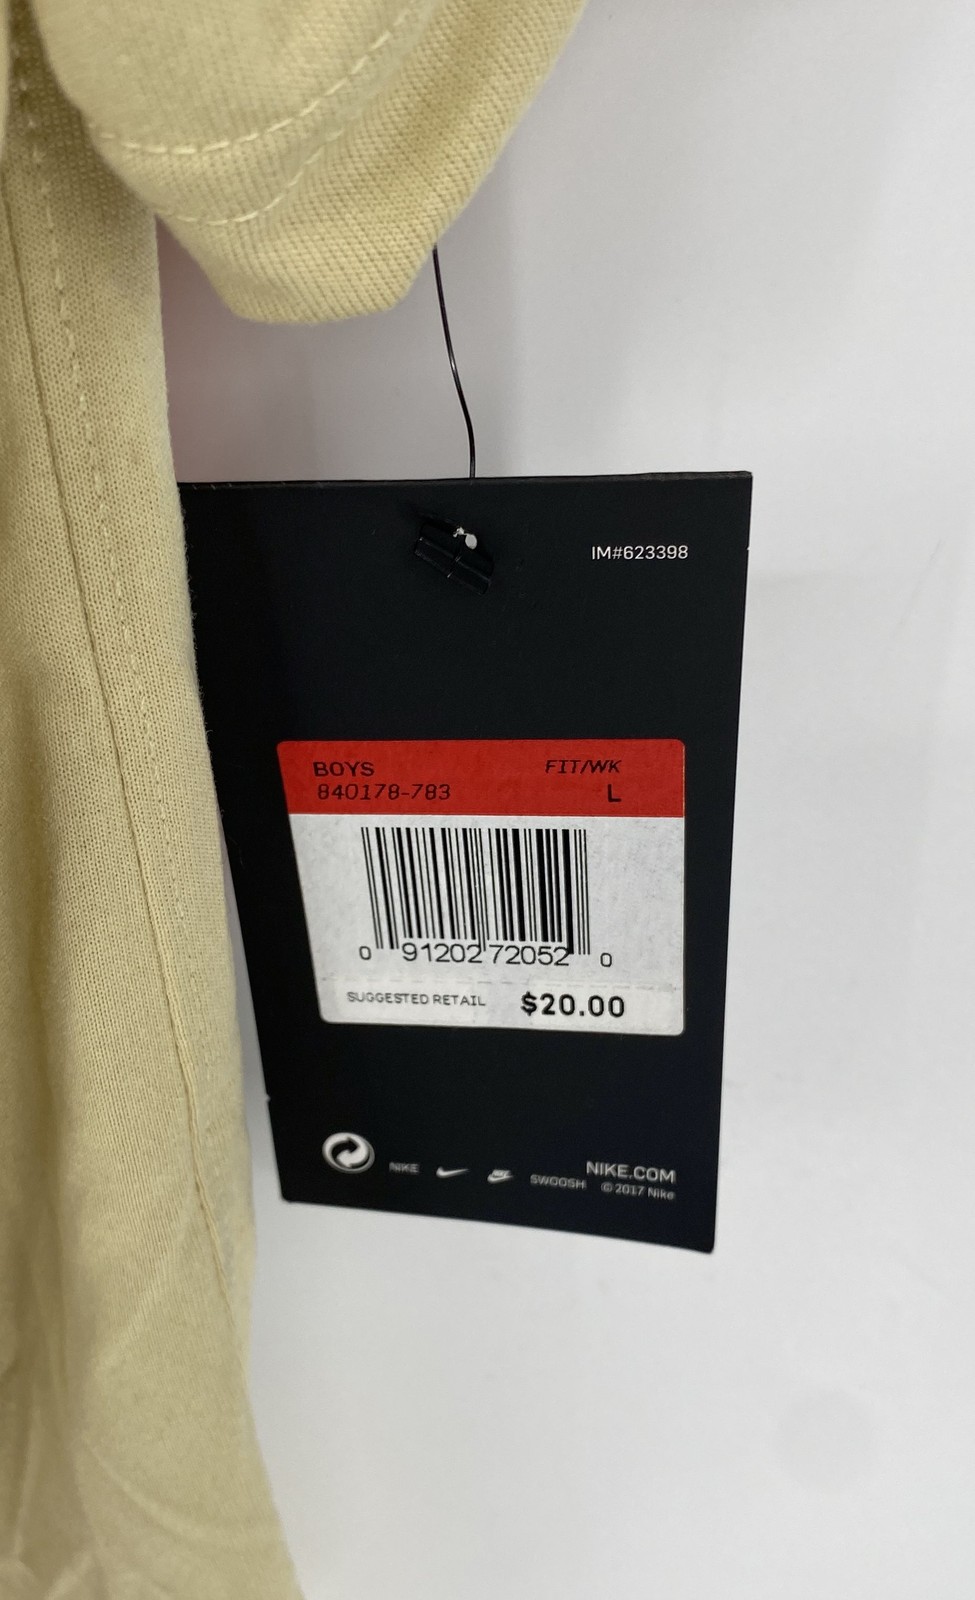 IM#623398
BOYS FIT/WK
840178-783 L
0 91202 72052 0
SUGGESTED RETAIL $20.00
NIKE SWOOSH NIKE.COM
© 2017 Nike